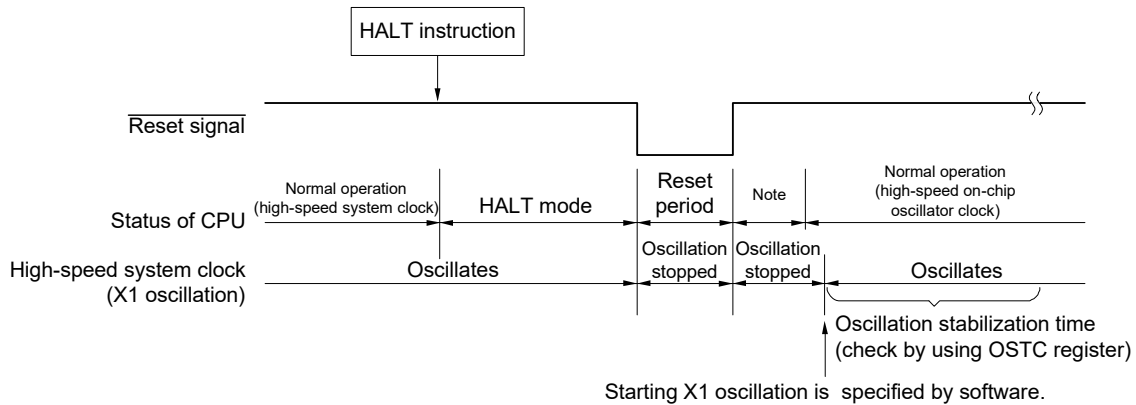 HALT instruction
Reset signal
Status of CPU
Normal operation
(high-speed system clock)
HALT mode
Reset
period
Note
Normal operation
(high-speed on-chip
oscillator clock)
High-speed system clock
(X1 oscillation)
Oscillates
Oscillation
stopped
Oscillation
stopped
Oscillates
Oscillation stabilization time
(check by using OSTC register)
Starting X1 oscillation is specified by software.